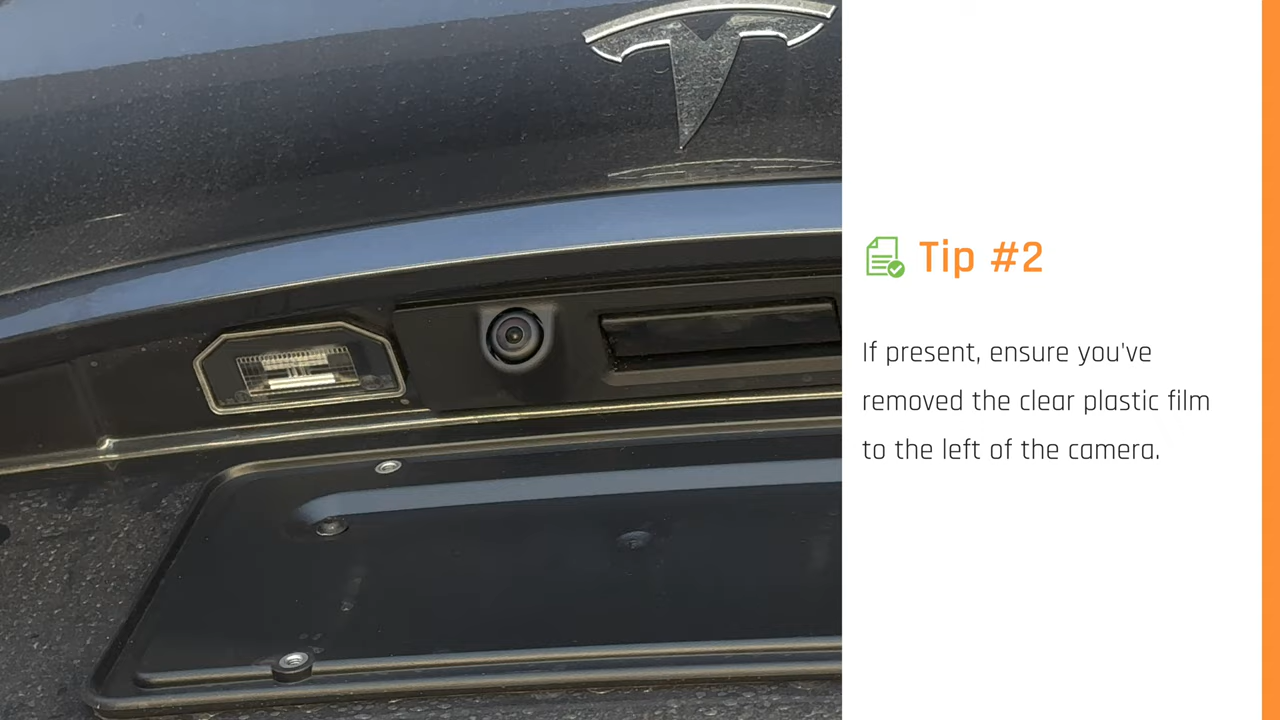 Tip #2
If present, ensure you've
removed the clear plastic film
to the left of the camera.